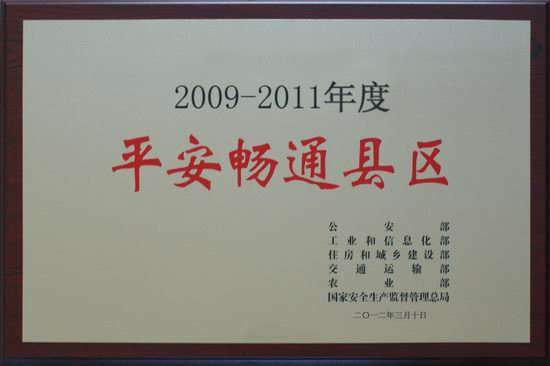 2009-2011年度
平安畅通县区
公安部
工业和信息化部
住房和城乡建设部
交通运输部
农业部
国家安全生产监督管理总局
二〇一二年三月十日